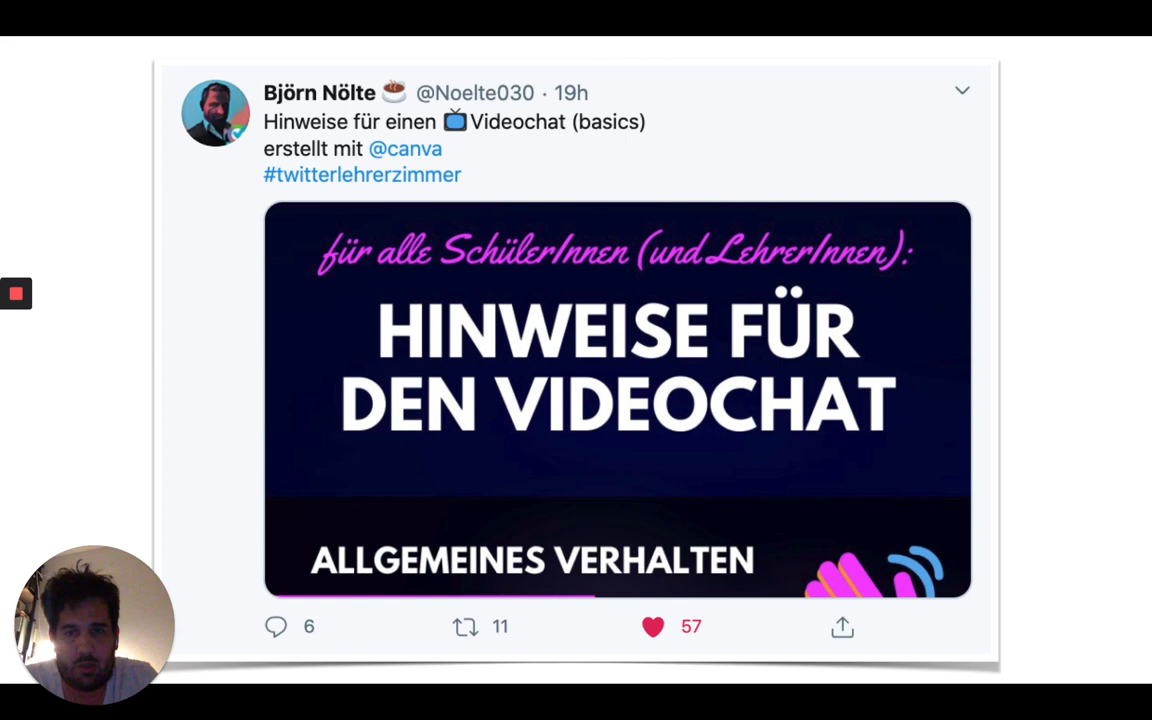 Björn Nölte ☕ @Noelte030 · 19h
Hinweise für einen 📺Videochat (basics)
erstellt mit @canva
#twitterlehrerzimmer
für alle SchülerInnen (und LehrerInnen):
HINWEISE FÜR
DEN VIDEOCHAT
ALLGEMEINES VERHALTEN
6 11 57